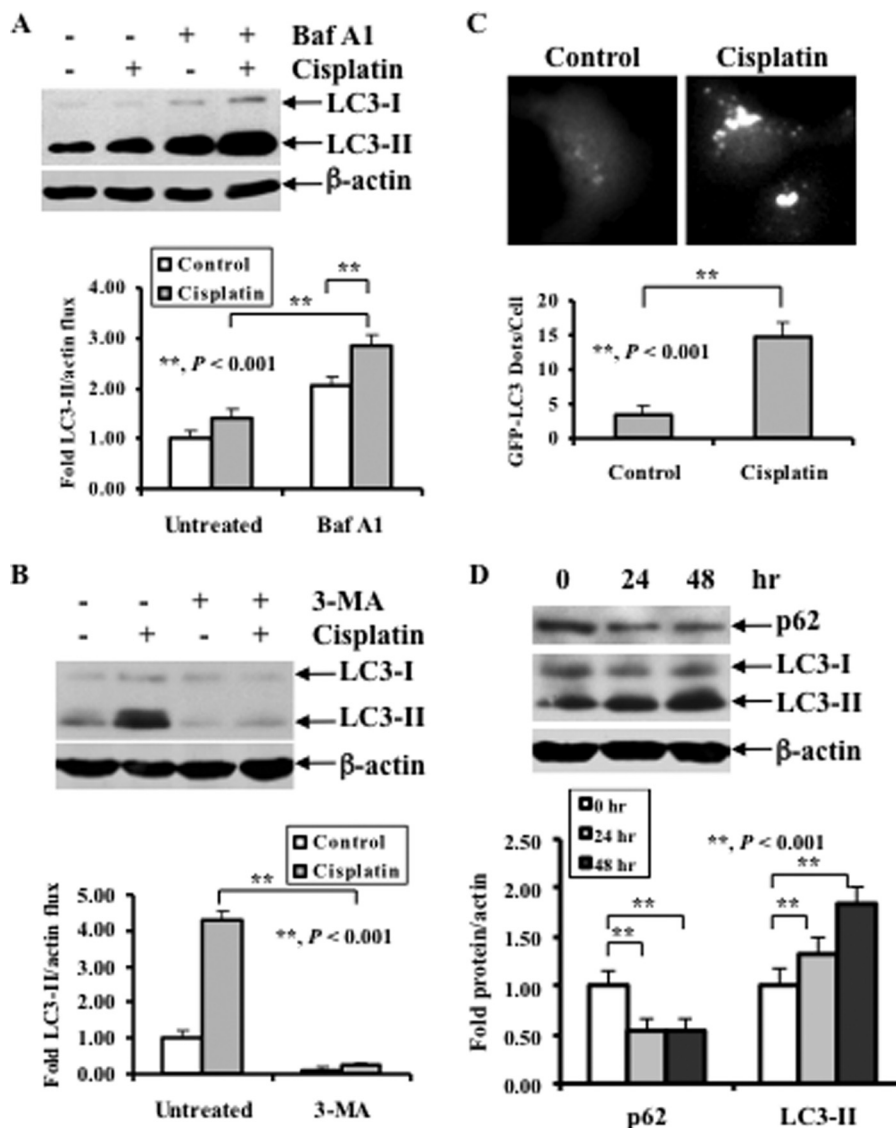 A
- - + + Baf A1
- + - + Cisplatin
LC3-I
LC3-II
β-actin
Control
Cisplatin
Fold LC3-II/actin flux
4.00
3.00
2.00
1.00
0.00
**
**
**, P < 0.001
Untreated Baf A1
B
- - + + 3-MA
- + - + Cisplatin
LC3-I
LC3-II
β-actin
Control
Cisplatin
Fold LC3-II/actin flux
5.00
4.00
3.00
2.00
1.00
0.00
**
**, P < 0.001
Untreated 3-MA
C
Control Cisplatin
GFP-LC3 Dots/Cell
20
15
10
5
0
**
**, P < 0.001
Control Cisplatin
D
0 24 48 hr
p62
LC3-I
LC3-II
β-actin
0 hr
24 hr
48 hr
Fold protein/actin
2.50
2.00
1.50
1.00
0.50
0.00
**, P < 0.001
**
**
**
**
p62 LC3-II